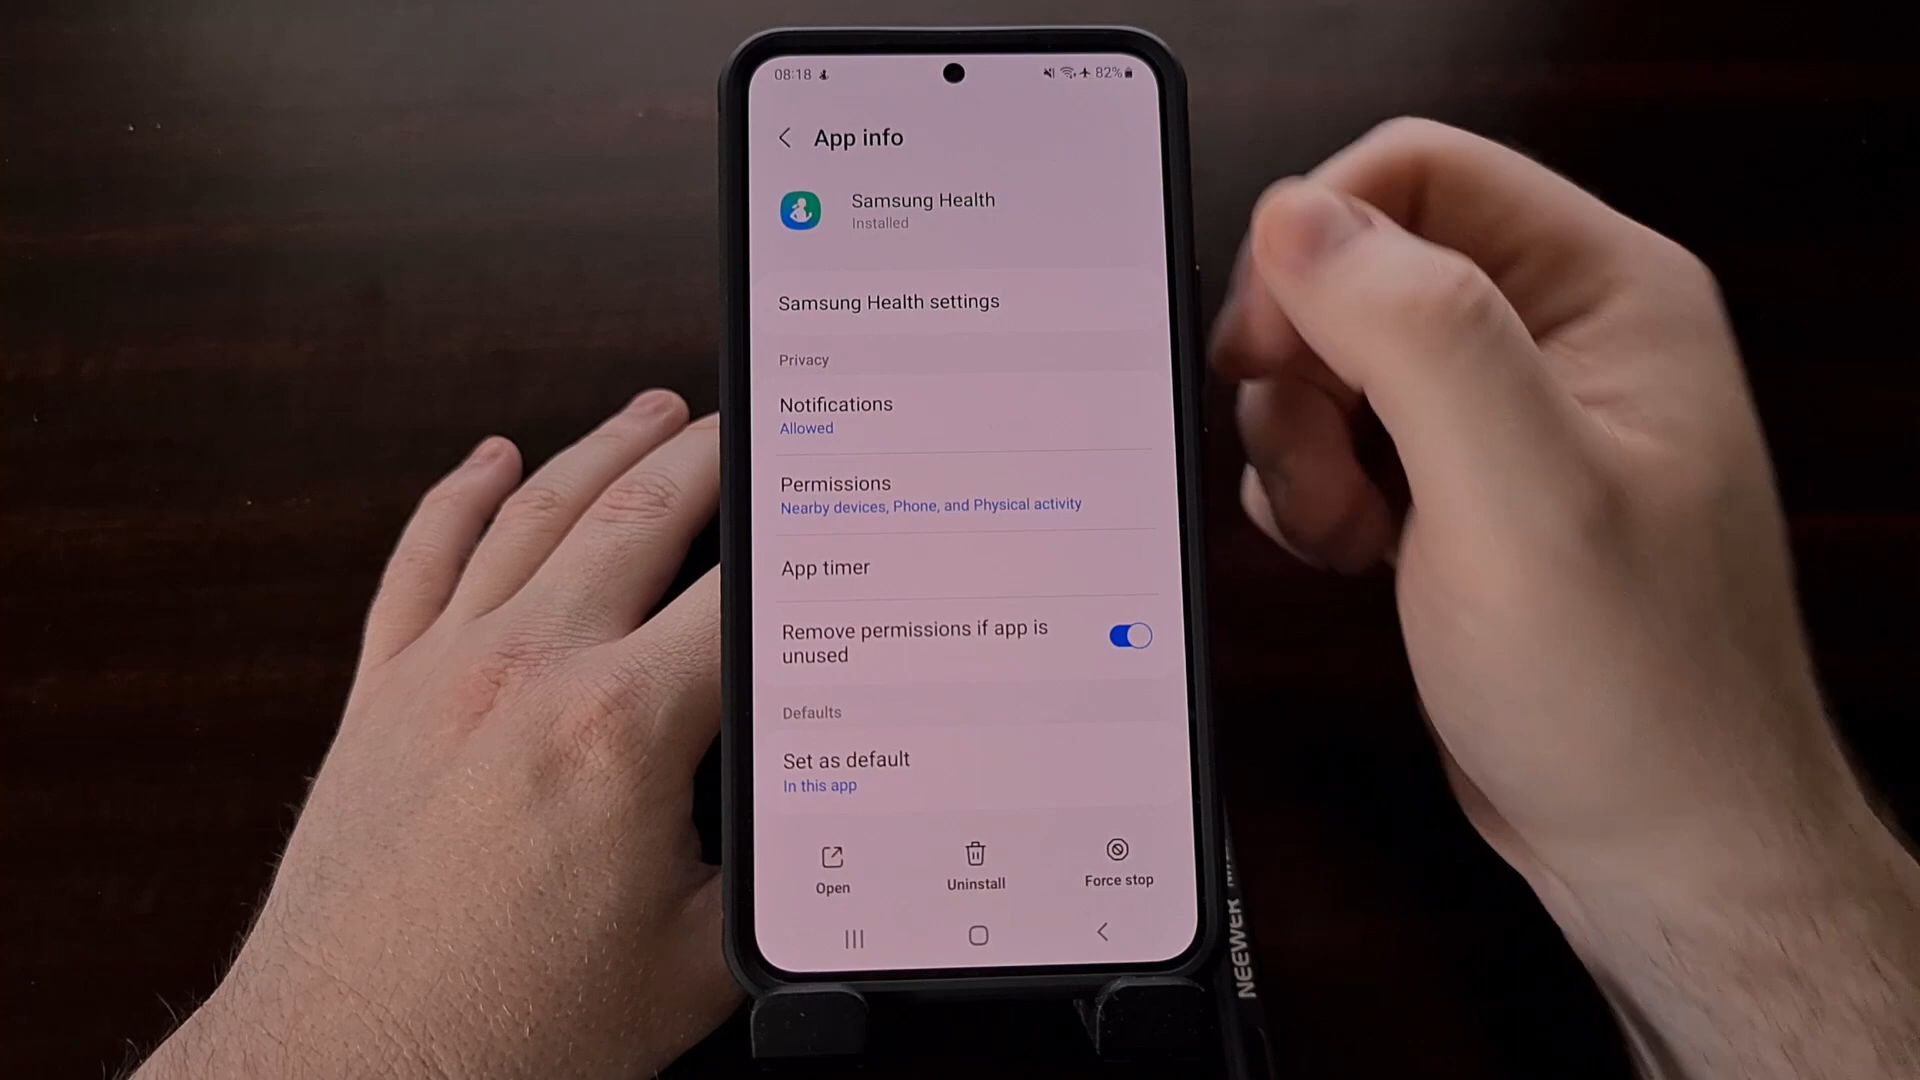 08:18
82%
App info
Samsung Health
Installed
Samsung Health settings
Privacy
Notifications
Allowed
Permissions
Nearby devices, Phone, and Physical activity
App timer
Remove permissions if app is
unused
Defaults
Set as default
In this app
Open
Uninstall
Force stop
NEEWER